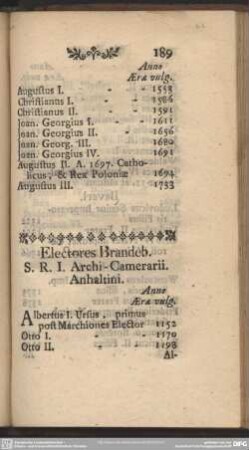 189
Anno
Æræ vulg.
Augustus I. - - 1553
Christianus I. - - 1586
Christianus II. - - 1591
Joan. Georgius I. - 1611
Joan. Georgius II. - - 1656
Joan. Georg. III. - 1680
Joan. Georgius IV. - 1691
Augustus II. A. 1697. Catho-
licus, & Rex Poloniæ 1694
Augustus III. - - 1733
Electores Brandeb.
S. R. I. Archi-Camerarii.
Anhaltini.
Anno
Æræ vulg.
Albertus I. Ursus, primus
post Marchiones Elector 1152
Otto I. - - - 1170
Otto II. - - - 1198
Al-